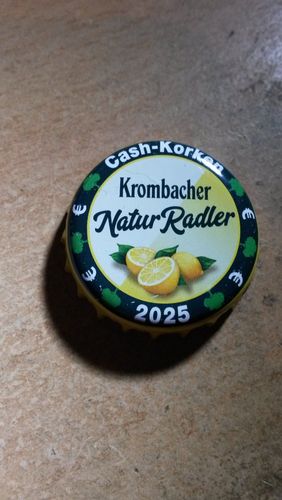 Cash-Korken
Krombacher
NaturRadler
€ €
€ €
2025